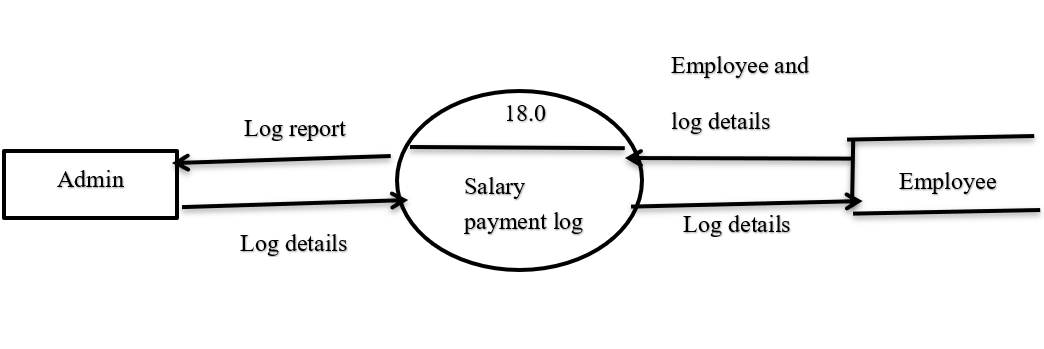 Employee and
log details
18.0
Log report
Admin
Salary
payment log
Employee
Log details
Log details